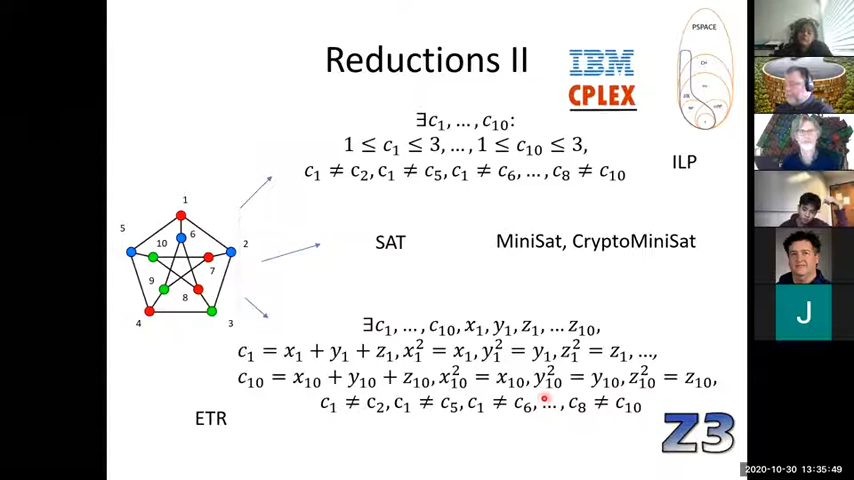 Reductions II
IBM
CPLEX
PSPACE
∃c₁, … , c₁₀:
1 ≤ c₁ ≤ 3, … , 1 ≤ c₁₀ ≤ 3,
c₁ ≠ c₂, c₁ ≠ c₅, c₁ ≠ c₆, … , c₈ ≠ c₁₀
ILP
1
5
10
6
2
9
7
8
4
3
SAT
MiniSat, CryptoMiniSat
∃c₁, … , c₁₀, x₁, y₁, z₁, … z₁₀,
c₁ = x₁ + y₁ + z₁, x₁² = x₁, y₁² = y₁, z₁² = z₁, …,
c₁₀ = x₁₀ + y₁₀ + z₁₀, x₁₀² = x₁₀, y₁₀² = y₁₀, z₁₀² = z₁₀,
c₁ ≠ c₂, c₁ ≠ c₅, c₁ ≠ c₆, … , c₈ ≠ c₁₀
ETR
Z3
J
2020-10-30 13:35:49